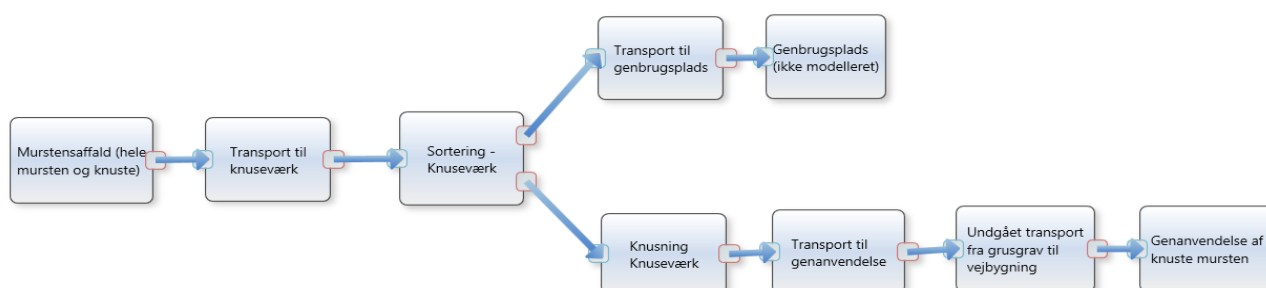 Murstensaffald (hele
mursten og knuste)
Transport til
knuseværk
Sortering -
Knuseværk
Transport til
genbrugsplads
Genbrugsplads
(ikke modelleret)
Knusning
Knuseværk
Transport til
genanvendelse
Undgået transport
fra grusgrav til
vejbygning
Genanvendelse af
knuste mursten